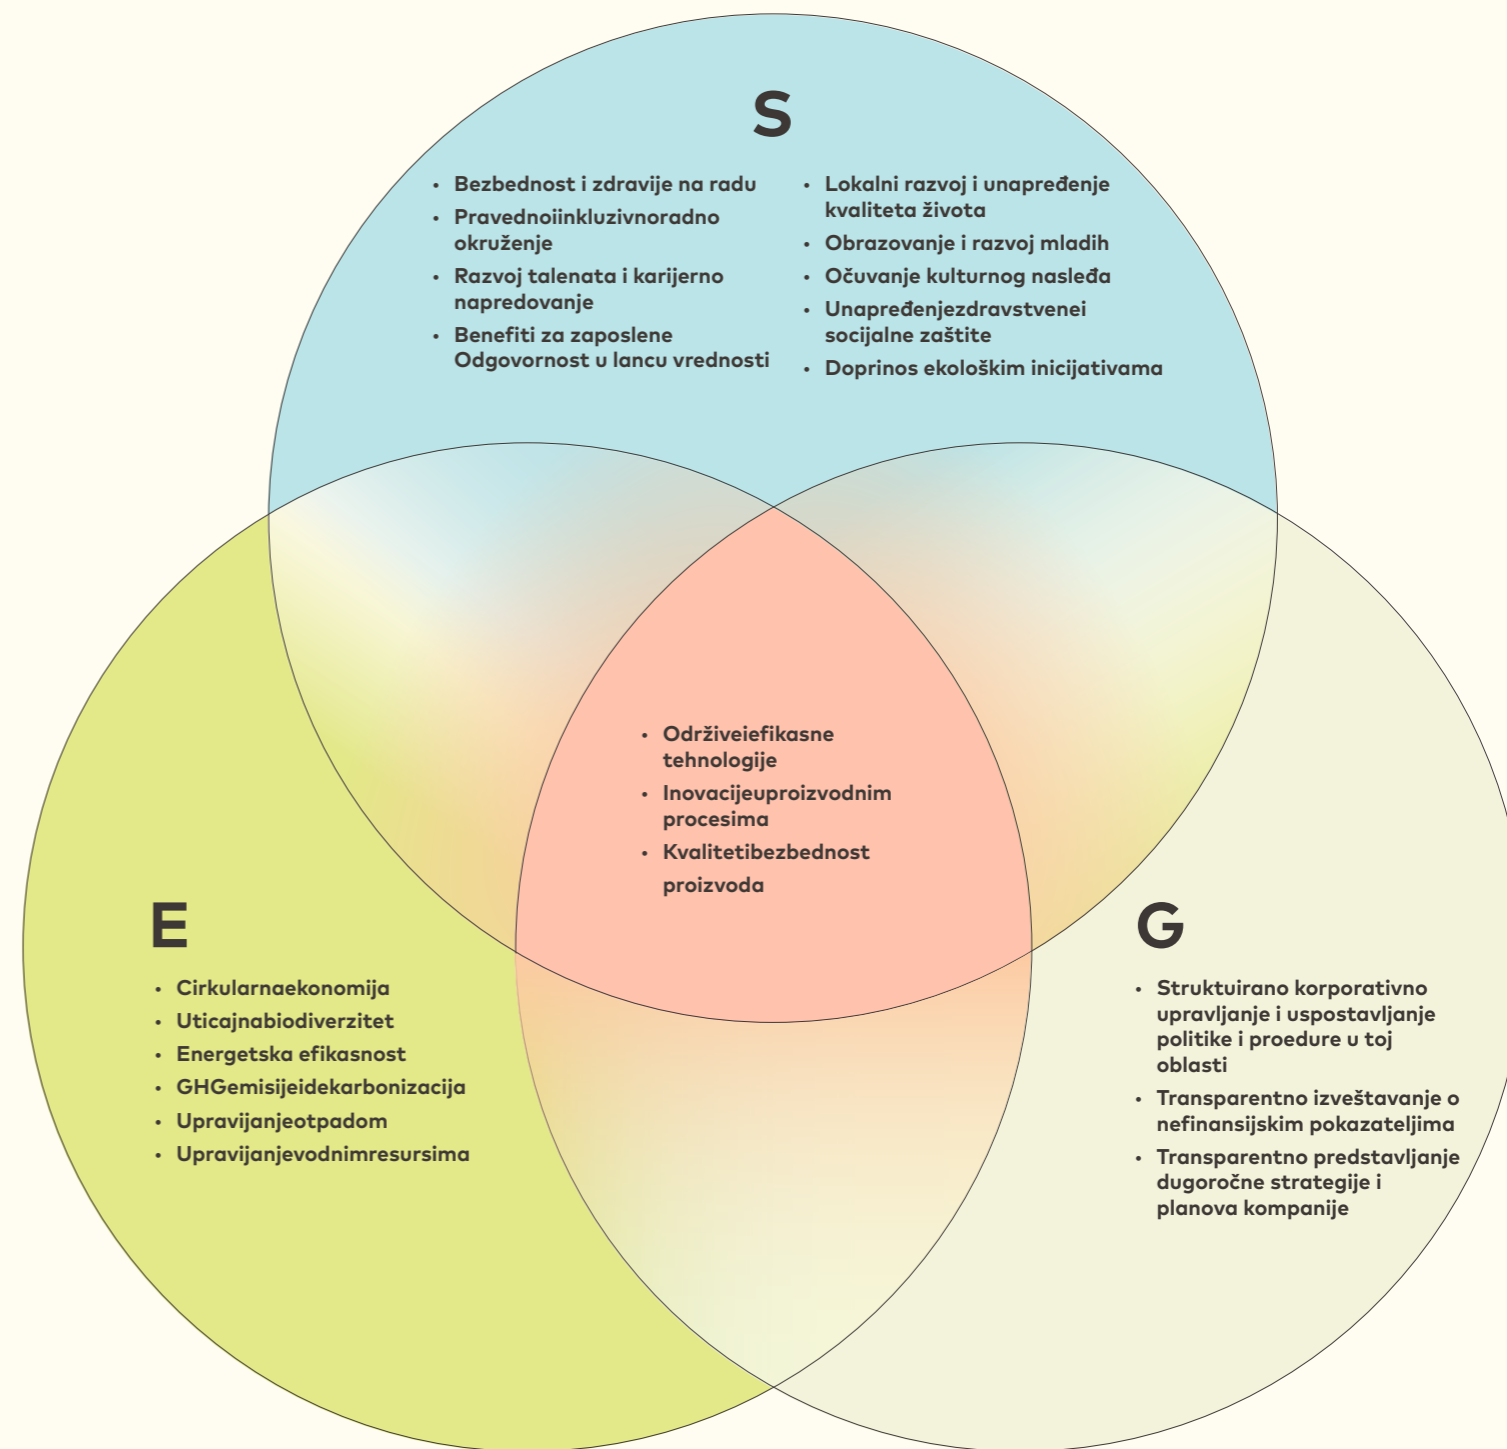 S
• Bezbednost i zdravije na radu
• Pravednoiinkluzivnoradno
okruženje
• Razvoj talenata i karijerno
napredovanje
• Benefiti za zaposlene
Odgovornost u lancu vrednosti
• Lokalni razvoj i unapređenje
kvaliteta života
• Obrazovanje i razvoj mladih
• Očuvanje kulturnog nasleđa
• Unapređenjezdravstvenei
socijalne zaštite
• Doprinos ekološkim inicijativama
• Održiveiefikasne
tehnologije
• Inovacijeuproizvodnim
procesima
• Kvalitetibezbednost
proizvoda
E
• Cirkularnaekonomija
• Uticajnabiodiverzitet
• Energetska efikasnost
• GHGemisijeidekarbonizacija
• Upravijanjeotpadom
• Upravijanjevodnimresursima
G
• Struktuirano korporativno
upravljanje i uspostavljanje
politike i proedure u toj
oblasti
• Transparentno izveštavanje o
nefinansijskim pokazateljima
• Transparentno predstavljanje
dugoročne strategije i
planova kompanije